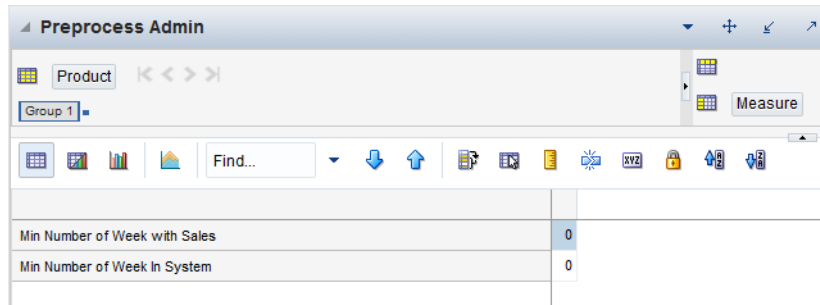 Preprocess Admin
Product
Group 1
Measure
Find...
XYZ
A
Z
Z
A
Min Number of Week with Sales 0
Min Number of Week In System 0